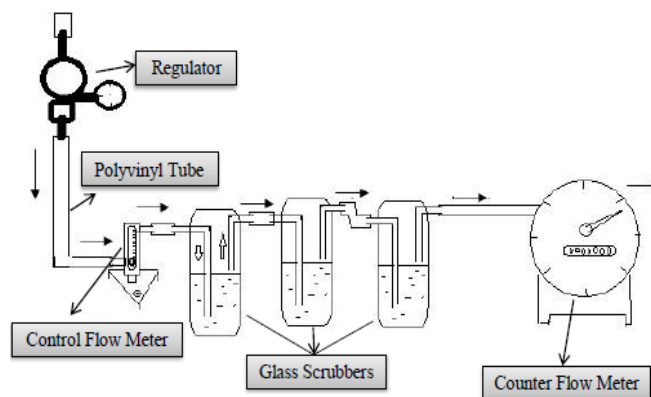 Regulator
Polyvinyl Tube
Control Flow Meter
Glass Scrubbers
Counter Flow Meter